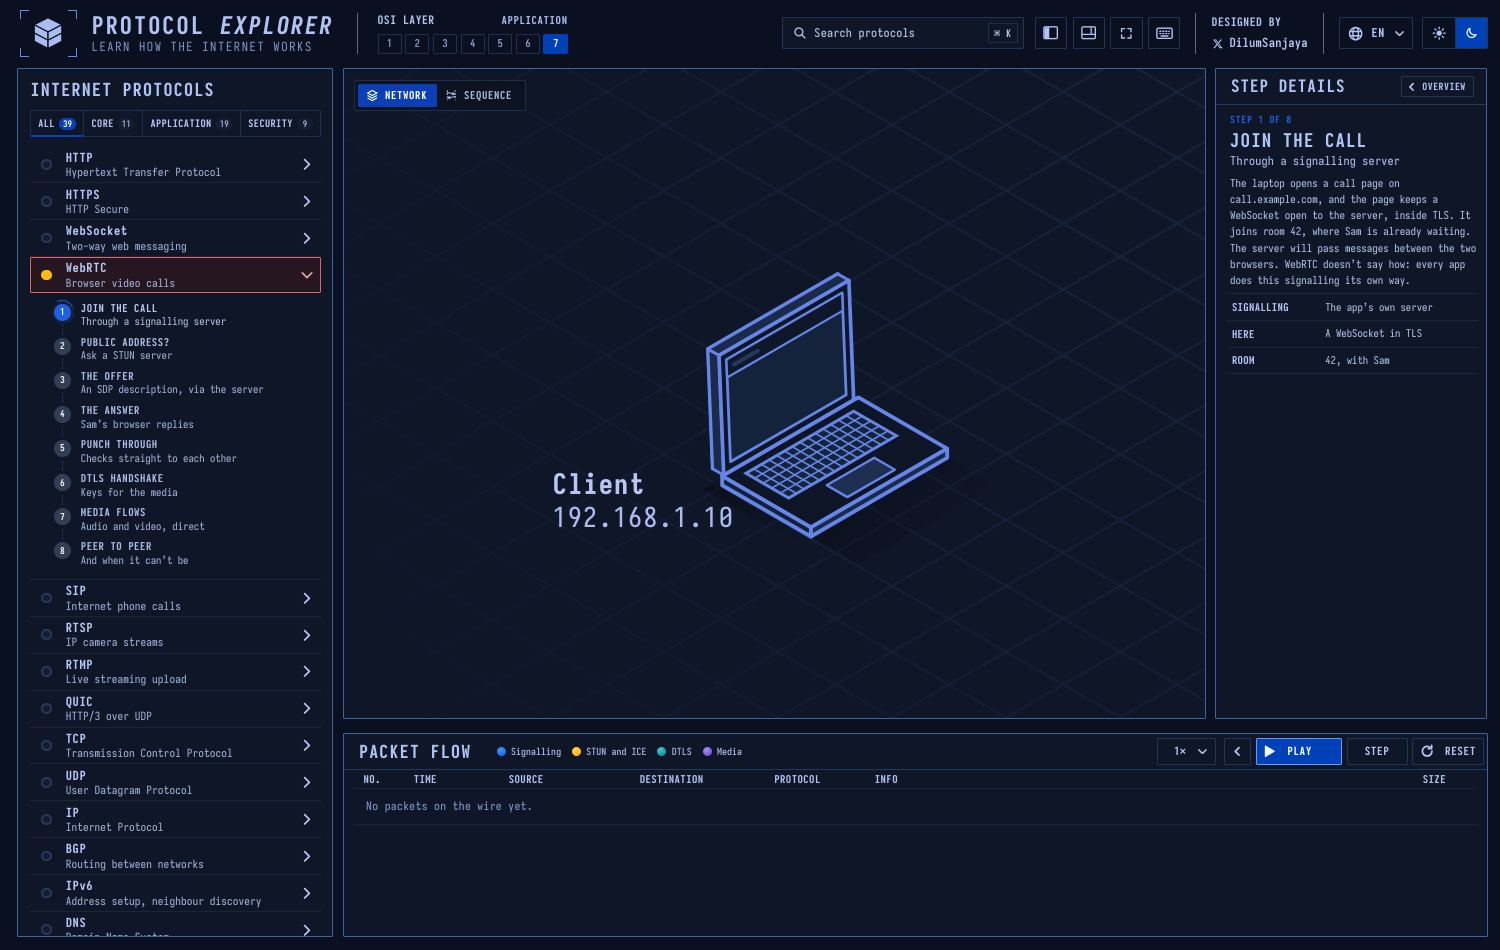 PROTOCOL EXPLORER
LEARN HOW THE INTERNET WORKS
OSI LAYER
APPLICATION
1 2 3 4 5 6 7
Search protocols
⌘ K
DESIGNED BY
DilumSanjaya
EN
INTERNET PROTOCOLS
ALL 39
CORE 11
APPLICATION 19
SECURITY 9
HTTP
Hypertext Transfer Protocol
HTTPS
HTTP Secure
WebSocket
Two-way web messaging
WebRTC
Browser video calls
1 JOIN THE CALL
Through a signalling server
2 PUBLIC ADDRESS?
Ask a STUN server
3 THE OFFER
An SDP description, via the server
4 THE ANSWER
Sam's browser replies
5 PUNCH THROUGH
Checks straight to each other
6 DTLS HANDSHAKE
Keys for the media
7 MEDIA FLOWS
Audio and video, direct
8 PEER TO PEER
And when it can't be
SIP
Internet phone calls
RTSP
IP camera streams
RTMP
Live streaming upload
QUIC
HTTP/3 over UDP
TCP
Transmission Control Protocol
UDP
User Datagram Protocol
IP
Internet Protocol
BGP
Routing between networks
IPv6
Address setup, neighbour discovery
DNS
NETWORK
SEQUENCE
Client
192.168.1.10
STEP DETAILS
OVERVIEW
STEP 1 OF 8
JOIN THE CALL
Through a signalling server
The laptop opens a call page on
call.example.com, and the page keeps a
WebSocket open to the server, inside TLS. It
joins room 42, where Sam is already waiting.
The server will pass messages between the two
browsers. WebRTC doesn't say how: every app
does this signalling its own way.
SIGNALLING The app's own server
HERE A WebSocket in TLS
ROOM 42, with Sam
PACKET FLOW
Signalling
STUN and ICE
DTLS
Media
1×
PLAY
STEP
RESET
NO. TIME SOURCE DESTINATION PROTOCOL INFO SIZE
No packets on the wire yet.